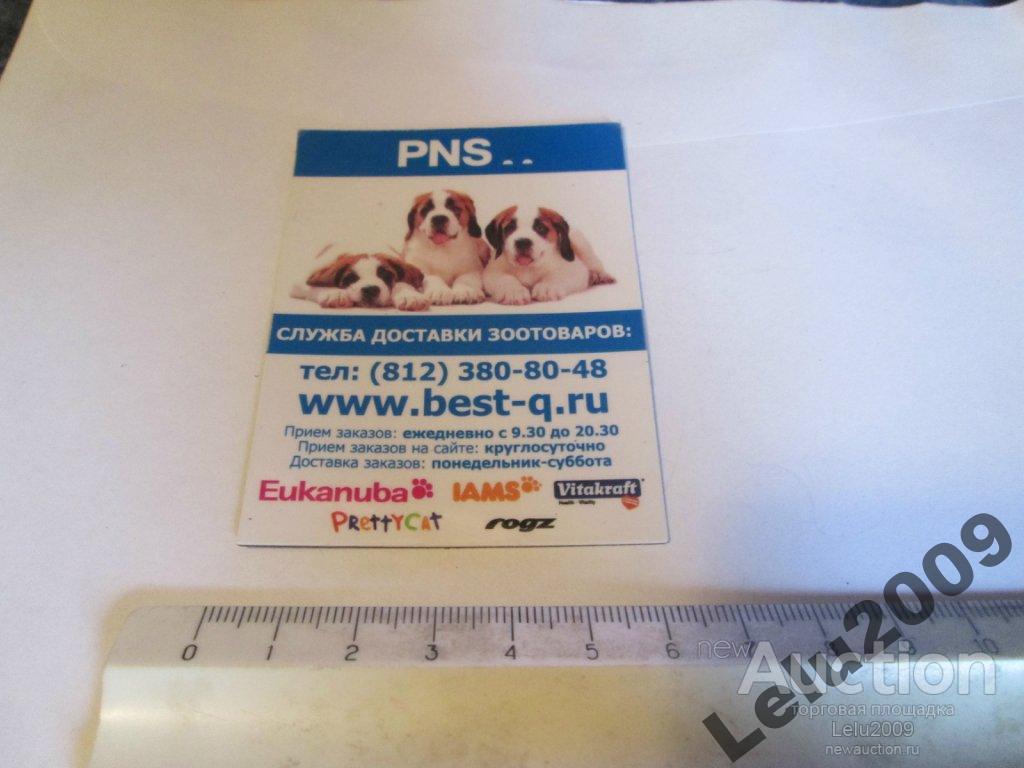 PNS..
СЛУЖБА ДОСТАВКИ ЗООТОВАРОВ:
тел: (812) 380-80-48
www.best-q.ru
Прием заказов: ежедневно с 9.30 до 20.30
Прием заказов на сайте: круглосуточно
Доставка заказов: понедельник-суббота
Eukanuba IAMS Vitakraft
Health Vitality
PRettYCat rogz
0 1 2 3 4 5 6 7 8 9 10
newAuction
торговая площадка
Lelu2009
newauction.ru
Lelu2009